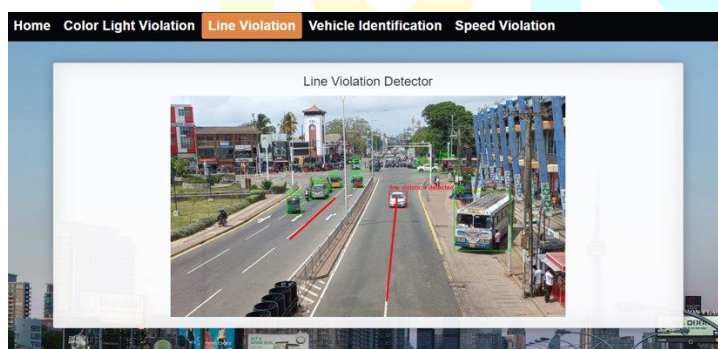 Home Color Light Violation Line Violation Vehicle Identification Speed Violation
Line Violation Detector
line violation detected